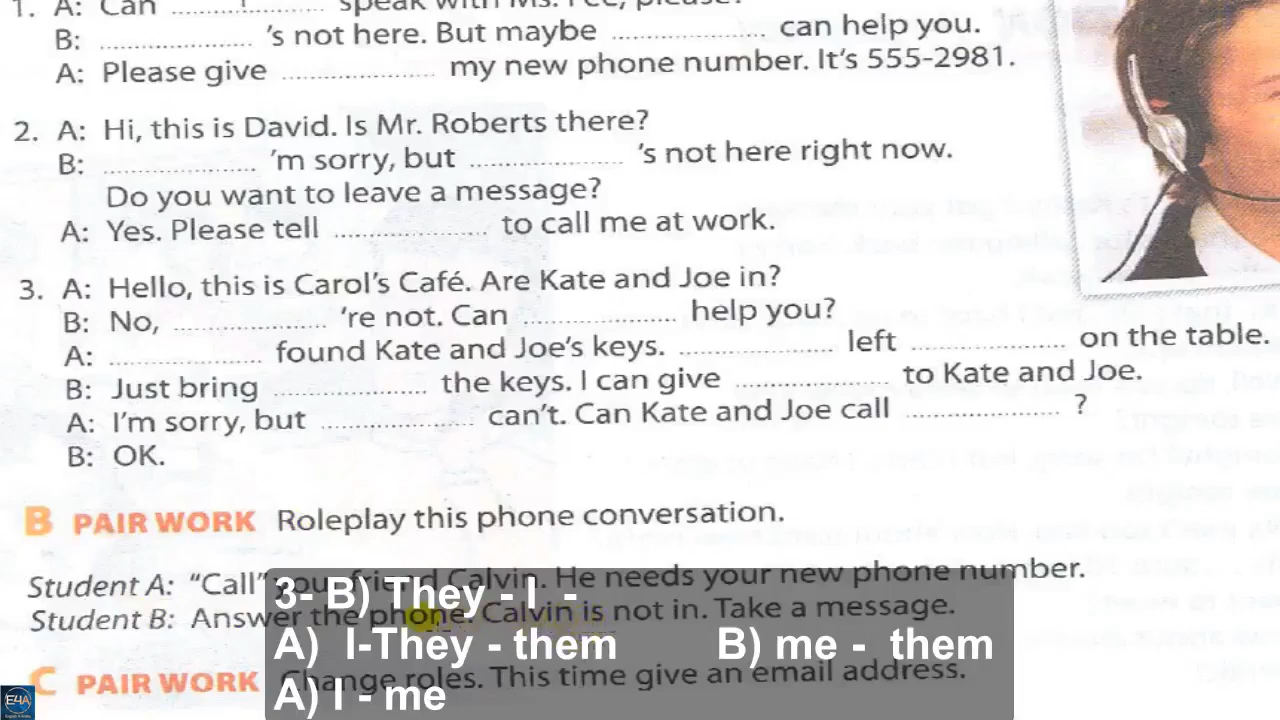 1. A: Can .................... speak with Ms. Fee, please?
B: .................... 's not here. But maybe .................... can help you.
A: Please give .................... my new phone number. It's 555-2981.
2. A: Hi, this is David. Is Mr. Roberts there?
B: .................... 'm sorry, but .................... 's not here right now.
Do you want to leave a message?
A: Yes. Please tell .................... to call me at work.
3. A: Hello, this is Carol's Café. Are Kate and Joe in?
B: No, .................... 're not. Can .................... help you?
A: .................... found Kate and Joe's keys. .................... left .................... on the table.
B: Just bring .................... the keys. I can give .................... to Kate and Joe.
A: I'm sorry, but .................... can't. Can Kate and Joe call .................... ?
B: OK.
B PAIR WORK Roleplay this phone conversation.
Student A: "Call" your friend Calvin. He needs your new phone number.
Student B: Answer the phone. Calvin is not in. Take a message.
C PAIR WORK Change roles. This time give an email address.
3- B) They - I -
A) I-They - them B) me - them
A) I - me
E4A